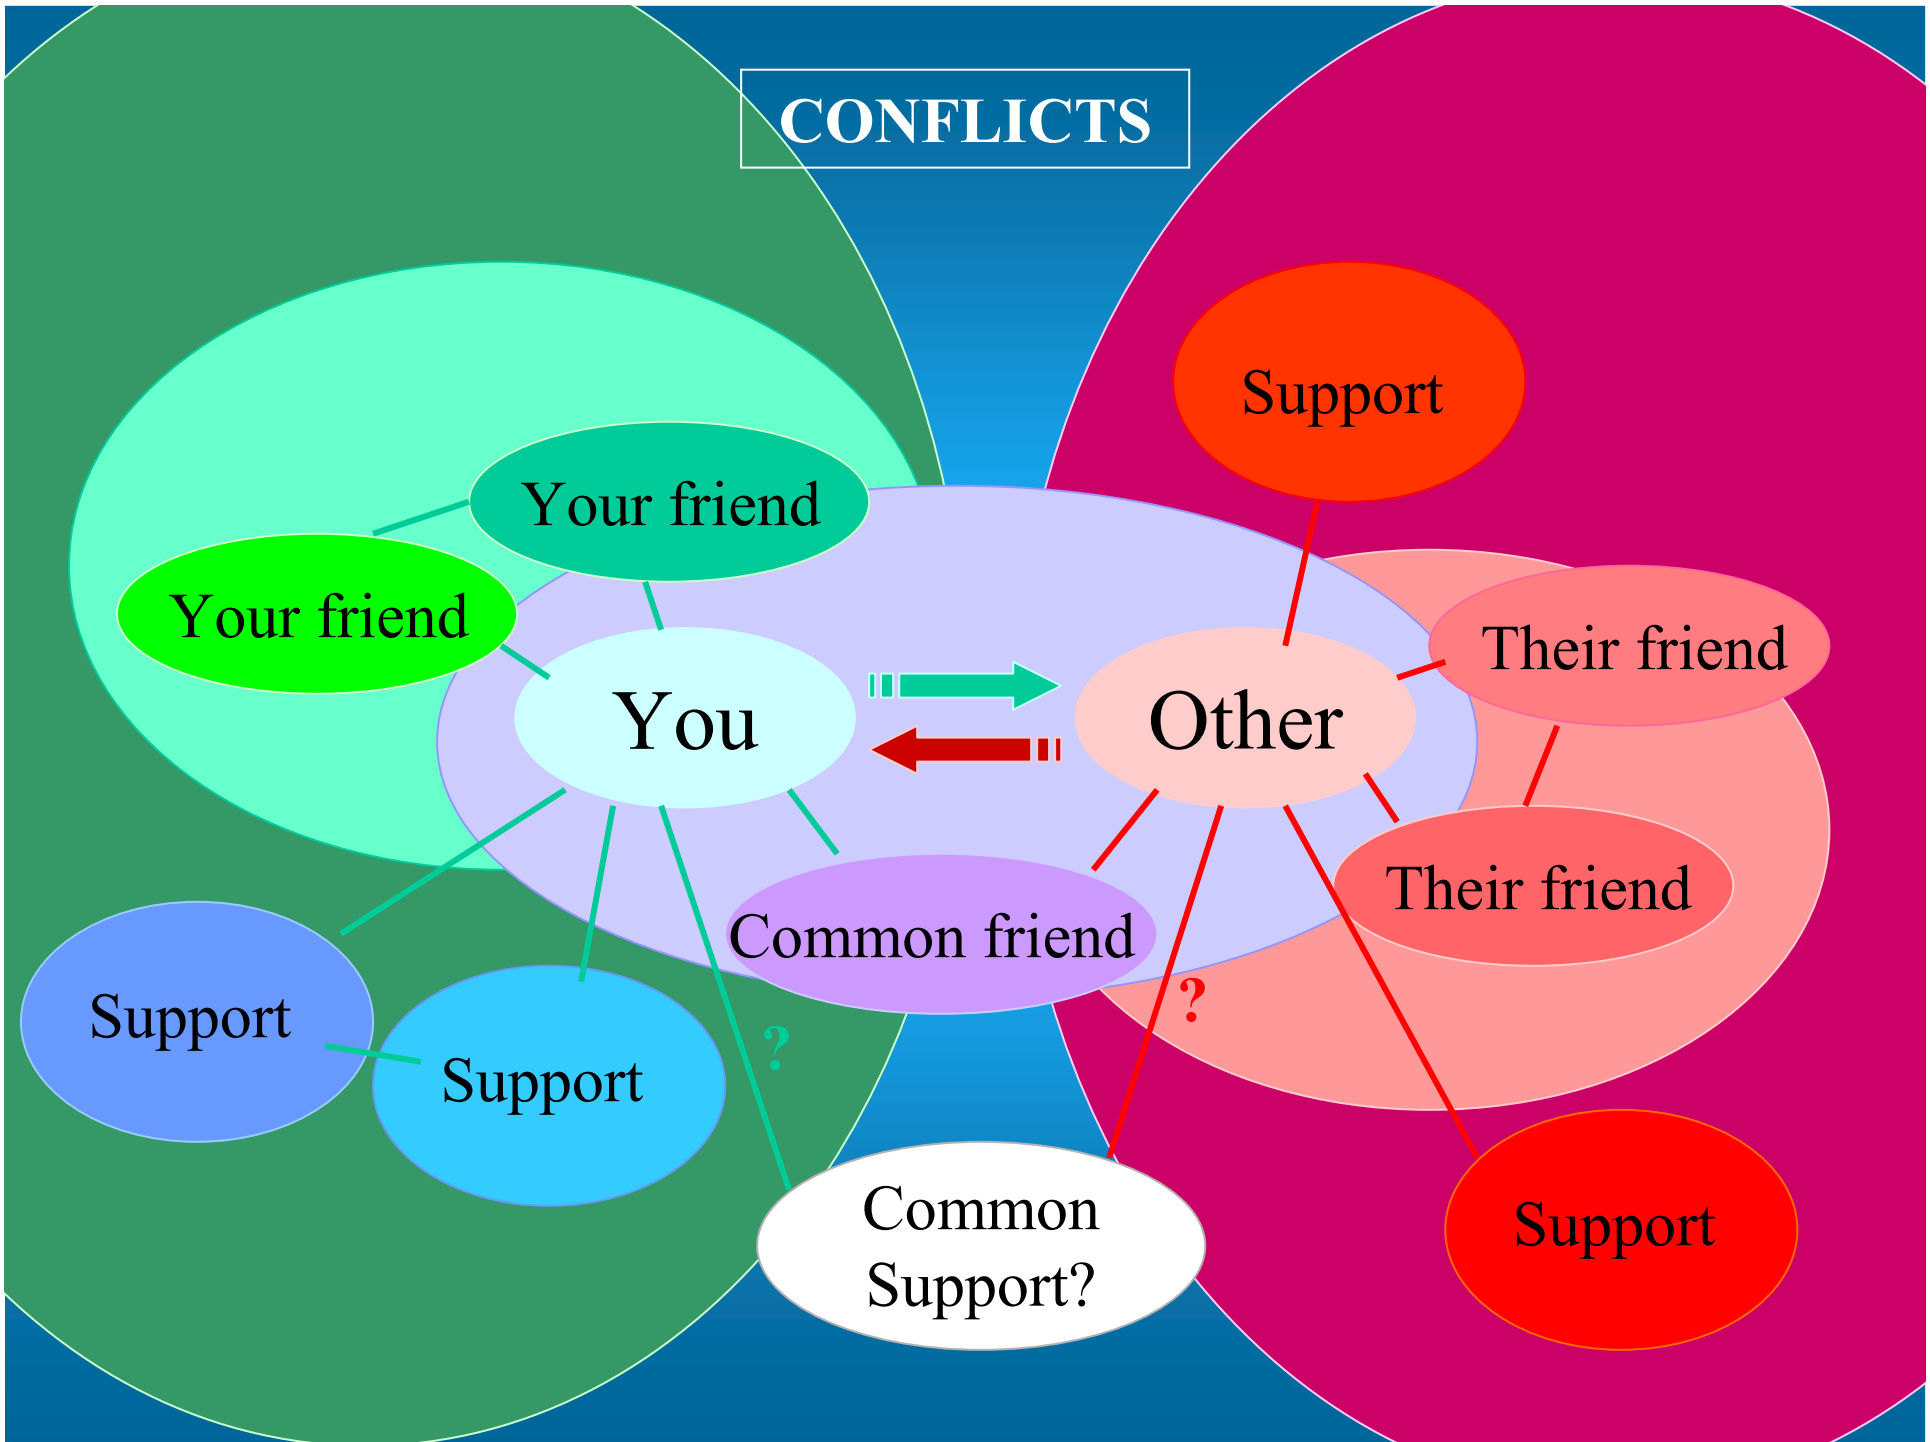 CONFLICTS
Support
Your friend
Your friend
Their friend
You
Other
Their friend
Common friend
?
Support
?
Support
Common
Support?
Support